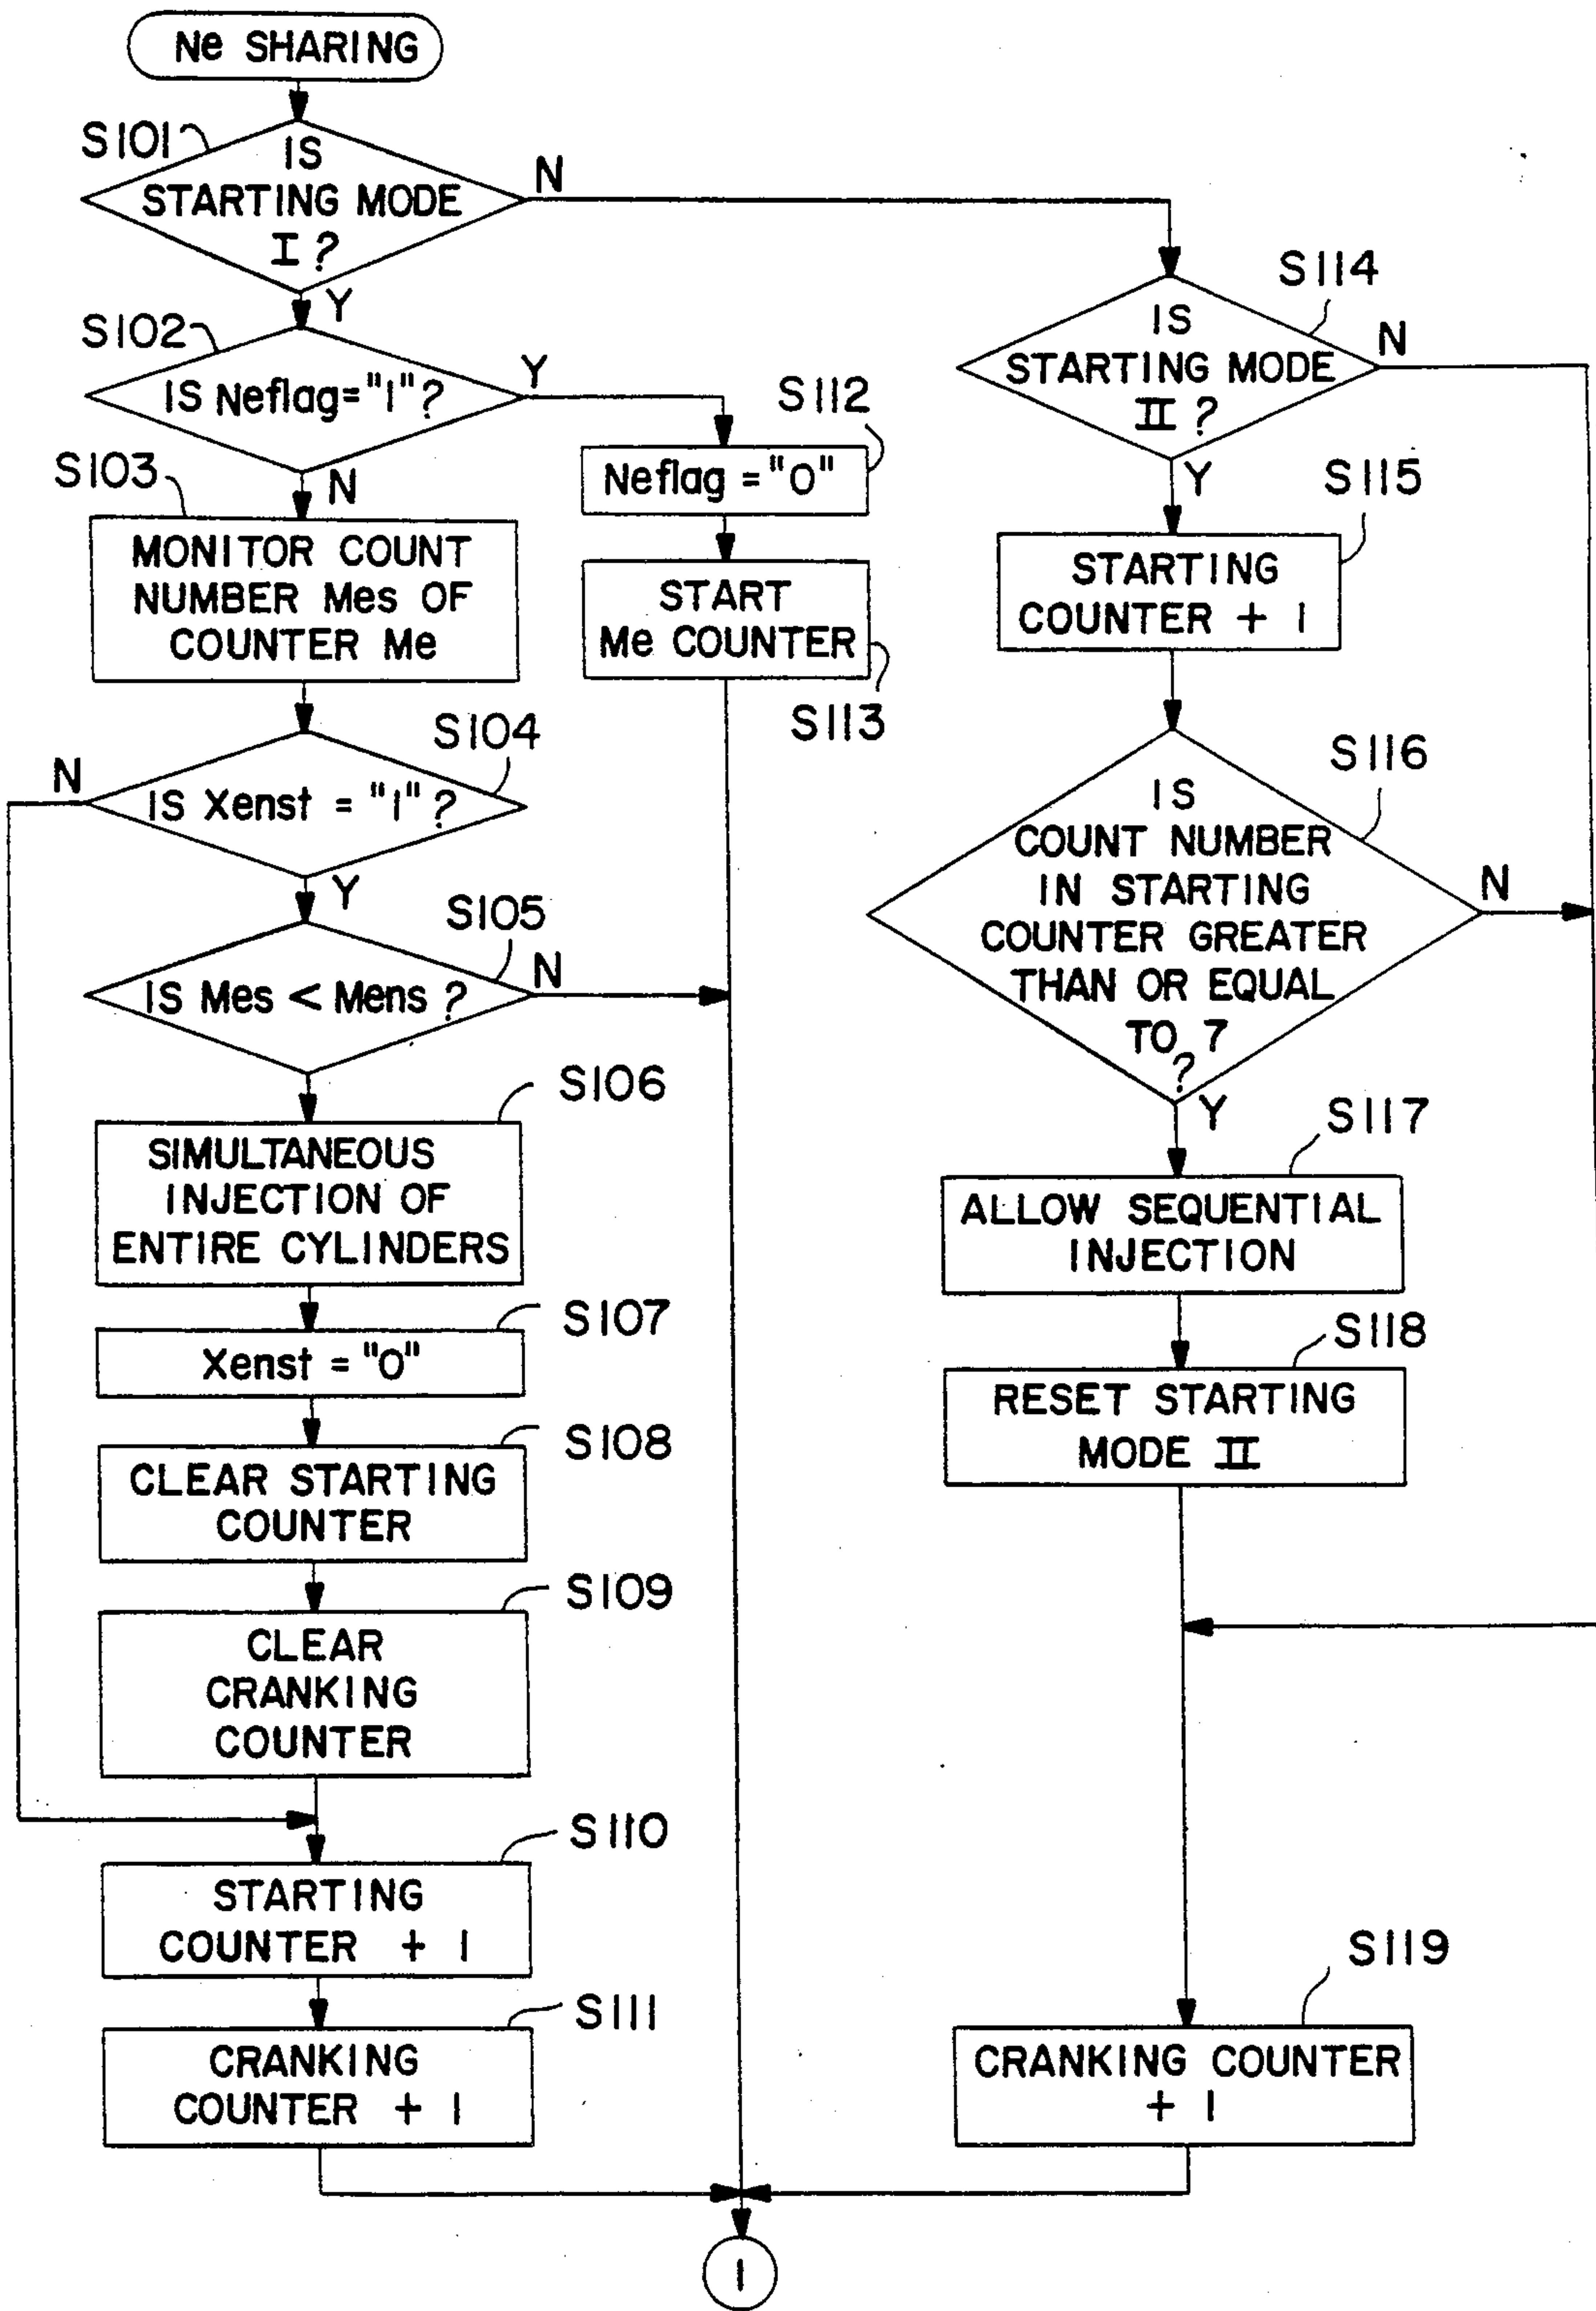 Ne SHARING
S101
IS
STARTING MODE
I ?
N
Y
S102
IS Neflag="1" ?
Y
N
S103
MONITOR COUNT
NUMBER Mes OF
COUNTER Me
S104
N
IS Xenst = "1" ?
Y
S105
IS Mes < Mens ?
N
S106
SIMULTANEOUS
INJECTION OF
ENTIRE CYLINDERS
S107
Xenst = "0"
S108
CLEAR STARTING
COUNTER
S109
CLEAR
CRANKING
COUNTER
S110
STARTING
COUNTER + 1
S111
CRANKING
COUNTER + 1
S112
Neflag = "0"
START
Me COUNTER
S113
S114
IS
STARTING MODE
II ?
N
Y
S115
STARTING
COUNTER + 1
S116
IS
COUNT NUMBER
IN STARTING
COUNTER GREATER
THAN OR EQUAL
TO 7
?
N
Y
S117
ALLOW SEQUENTIAL
INJECTION
S118
RESET STARTING
MODE II
S119
CRANKING COUNTER
+ 1
1